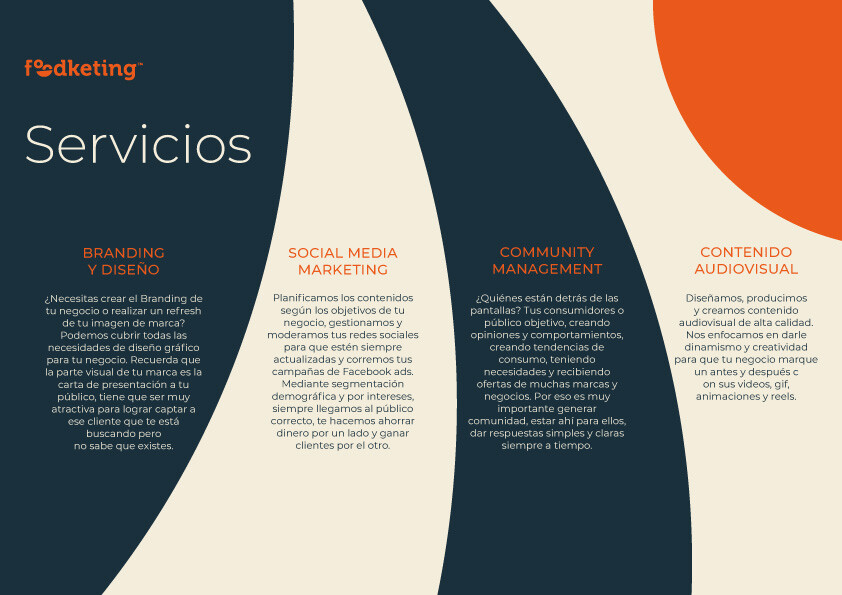 foodketing™
Servicios
BRANDING
Y DISEÑO
¿Necesitas crear el Branding de
tu negocio o realizar un refresh
de tu imagen de marca?
Podemos cubrir todas las
necesidades de diseño gráfico
para tu negocio. Recuerda que
la parte visual de tu marca es la
carta de presentación a tu
público, tiene que ser muy
atractiva para lograr captar a
ese cliente que te está
buscando pero
no sabe que existes.
SOCIAL MEDIA
MARKETING
Planificamos los contenidos
según los objetivos de tu
negocio, gestionamos y
moderamos tus redes sociales
para que estén siempre
actualizadas y corremos tus
campañas de Facebook ads.
Mediante segmentación
demográfica y por intereses,
siempre llegamos al público
correcto, te hacemos ahorrar
dinero por un lado y ganar
clientes por el otro.
COMMUNITY
MANAGEMENT
¿Quiénes están detrás de las
pantallas? Tus consumidores o
público objetivo, creando
opiniones y comportamientos,
creando tendencias de
consumo, teniendo
necesidades y recibiendo
ofertas de muchas marcas y
negocios. Por eso es muy
importante generar
comunidad, estar ahí para ellos,
dar respuestas simples y claras
siempre a tiempo.
CONTENIDO
AUDIOVISUAL
Diseñamos, producimos
y creamos contenido
audiovisual de alta calidad.
Nos enfocamos en darle
dinamismo y creatividad
para que tu negocio marque
un antes y después c
on sus videos, gif,
animaciones y reels.